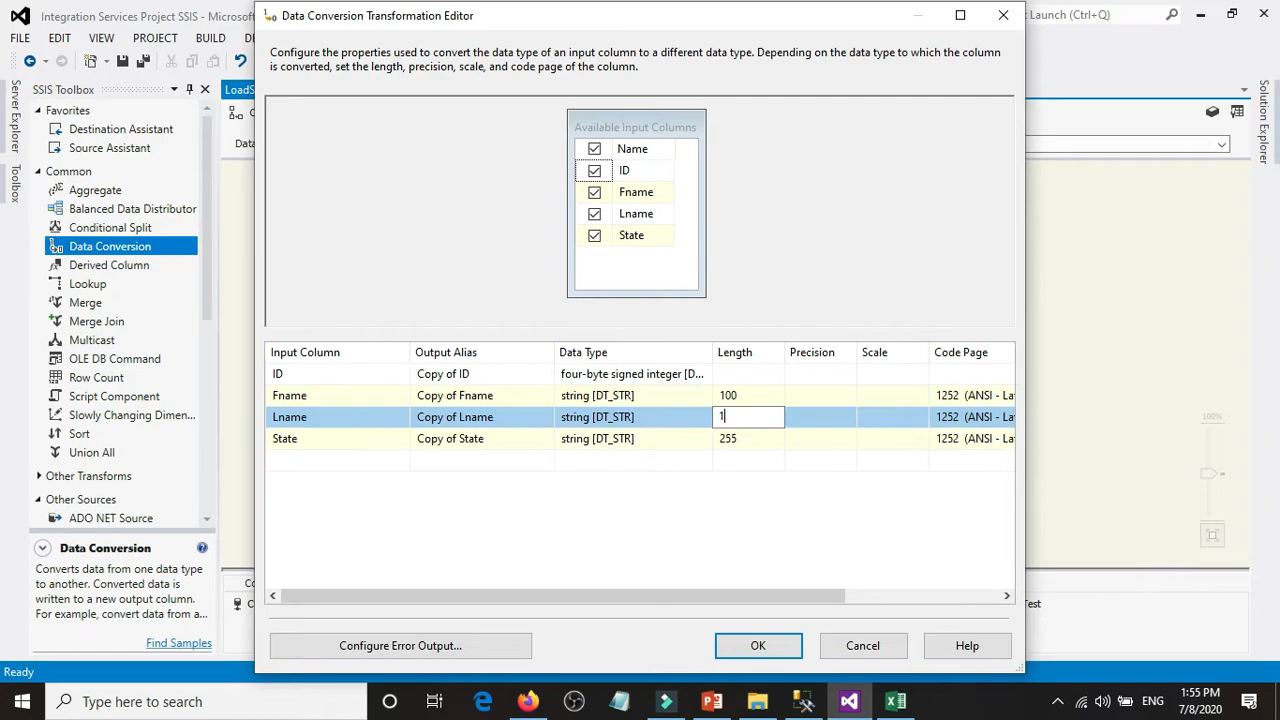 Integration Services Project SSIS - Microsoft
Data Conversion Transformation Editor
Launch (Ctrl+Q)
FILE EDIT VIEW PROJECT BUILD
Configure the properties used to convert the data type of an input column to a different data type. Depending on the data type to which the column
is converted, set the length, precision, scale, and code page of the column.
Server Explorer
Toolbox
SSIS Toolbox
Favorites
Destination Assistant
Source Assistant
Common
Aggregate
Balanced Data Distributor
Conditional Split
Data Conversion
Derived Column
Lookup
Merge
Merge Join
Multicast
OLE DB Command
Row Count
Script Component
Slowly Changing Dimen...
Sort
Union All
Other Transforms
Other Sources
ADO NET Source
Data Conversion
Converts data from one data type
to another. Converted data is
written to a new output column.
For example, convert data from a...
Find Samples
Available Input Columns
Name
ID
Fname
Lname
State
Input Column Output Alias Data Type Length Precision Scale Code Page
ID Copy of ID four-byte signed integer [D...
Fname Copy of Fname string [DT_STR] 100 1252 (ANSI - La
Lname Copy of Lname string [DT_STR] 1 1252 (ANSI - La
State Copy of State string [DT_STR] 255 1252 (ANSI - La
Configure Error Output... OK Cancel Help
Solution Explorer
100%
Test
Ready
Type here to search
ENG
1:55 PM
7/8/2020